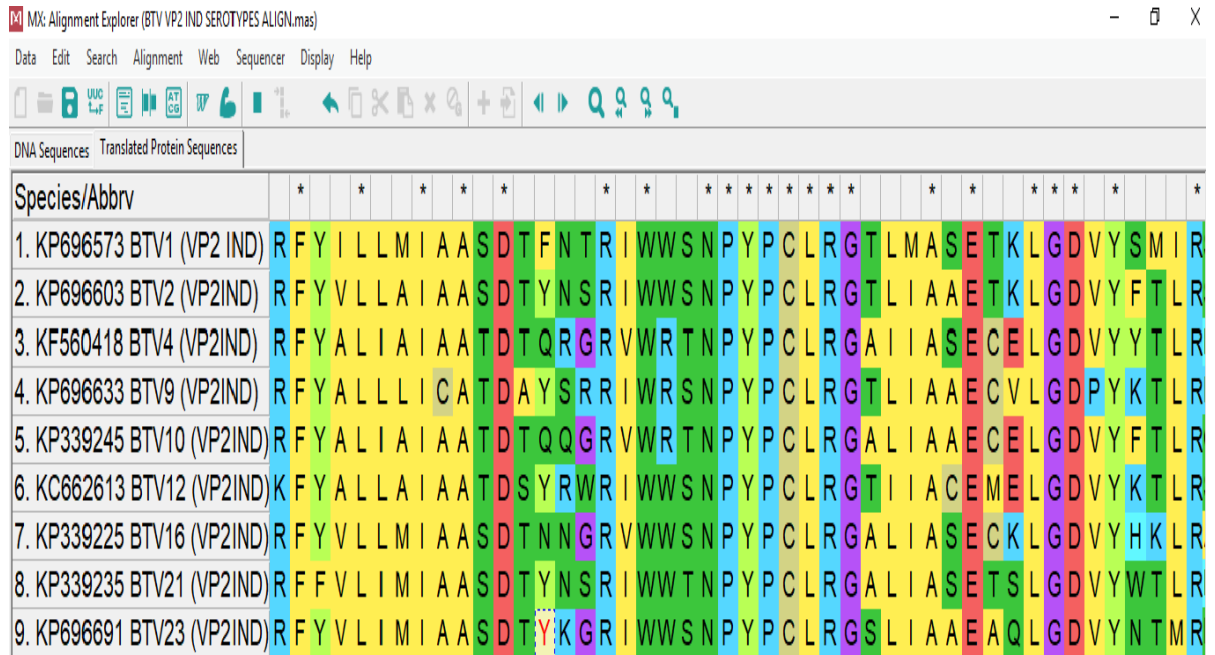 M MX: Alignment Explorer (BTV VP2 IND SEROTYPES ALIGN.mas)
Data Edit Search Alignment Web Sequencer Display Help
UUC AT W
F CG
DNA Sequences Translated Protein Sequences
Species/Abbrv * * * * * * * * * * * * * * * * * * * * * *
1. KP696573 BTV1 (VP2 IND) R F Y I L L M I A A S D T F N T R I W W S N P Y P C L R G T L M A S E T K L G D V Y S M I R
2. KP696603 BTV2 (VP2IND) R F Y V L L A I A A S D T Y N S R I W W S N P Y P C L R G T L I A A E T K L G D V Y F T L R
3. KF560418 BTV4 (VP2IND) R F Y A L I A I A A T D T Q R G R V W R T N P Y P C L R G A I I A S E C E L G D V Y Y T L R
4. KP696633 BTV9 (VP2IND) R F Y A L L L I C A T D A Y S R R I W R S N P Y P C L R G T L I A A E C V L G D P Y K T L R
5. KP339245 BTV10 (VP2IND) R F Y A L I A I A A T D T Q Q G R V W R T N P Y P C L R G A L I A A E C E L G D V Y F T L R
6. KC662613 BTV12 (VP2IND) K F Y A L L A I A A T D S Y R W R I W W S N P Y P C L R G T I I A C E M E L G D V Y K T L R
7. KP339225 BTV16 (VP2IND) R F Y V L L M I A A S D T N N G R V W W S N P Y P C L R G A L I A S E C K L G D V Y H K L R
8. KP339235 BTV21 (VP2IND) R F F V L I M I A A S D T Y N S R I W W T N P Y P C L R G A L I A S E T S L G D V Y W T L R
9. KP696691 BTV23 (VP2IND) R F Y V L I M I A A S D T Y K G R I W W S N P Y P C L R G S L I A A E A Q L G D V Y N T M R